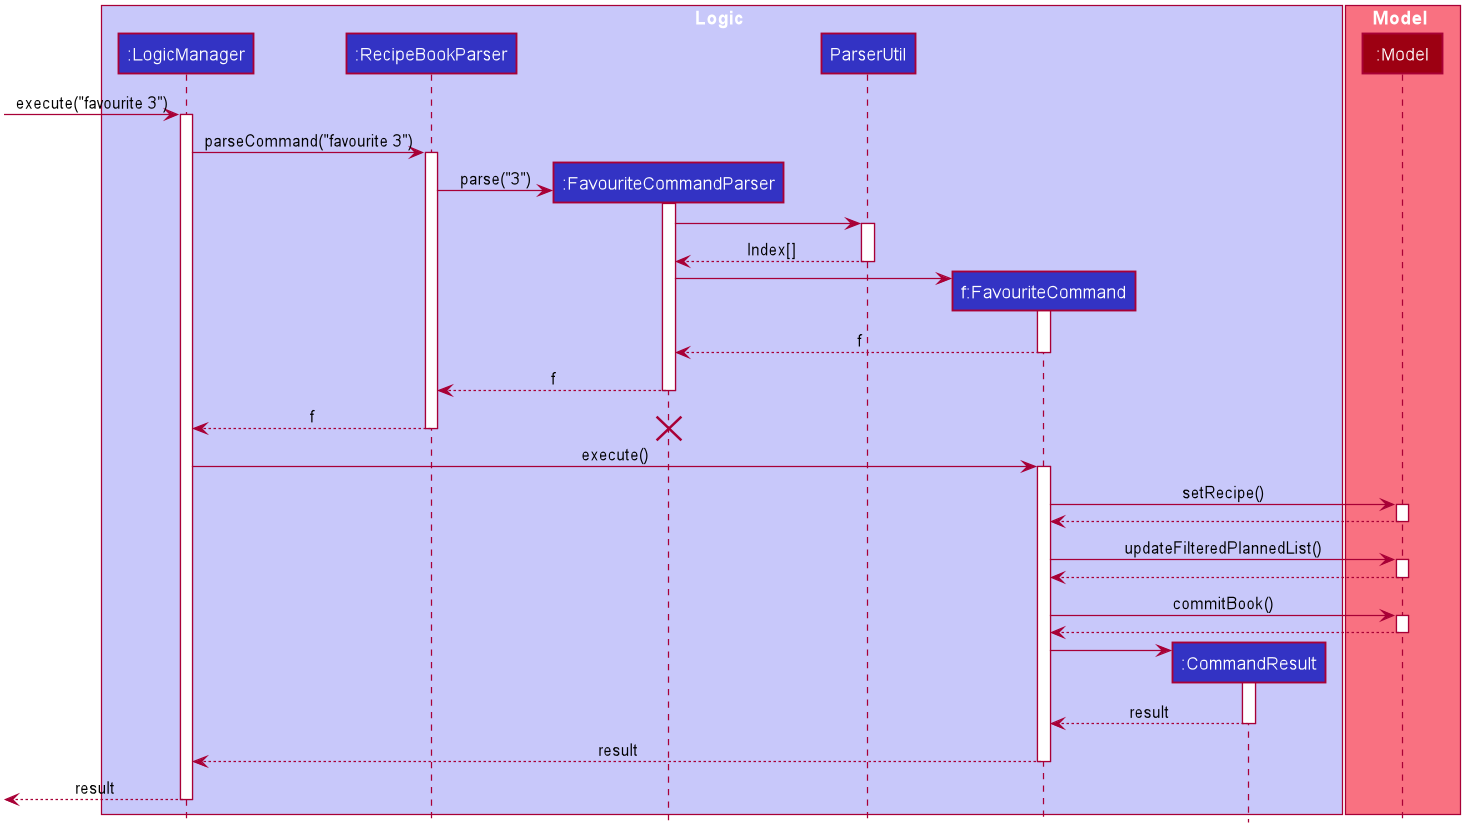 Logic
Model
:LogicManager
:RecipeBookParser
ParserUtil
:Model
execute("favourite 3")
parseCommand("favourite 3")
parse("3")
:FavouriteCommandParser
Index[]
f:FavouriteCommand
f
f
f
execute()
setRecipe()
updateFilteredPlannedList()
commitBook()
:CommandResult
result
result
result